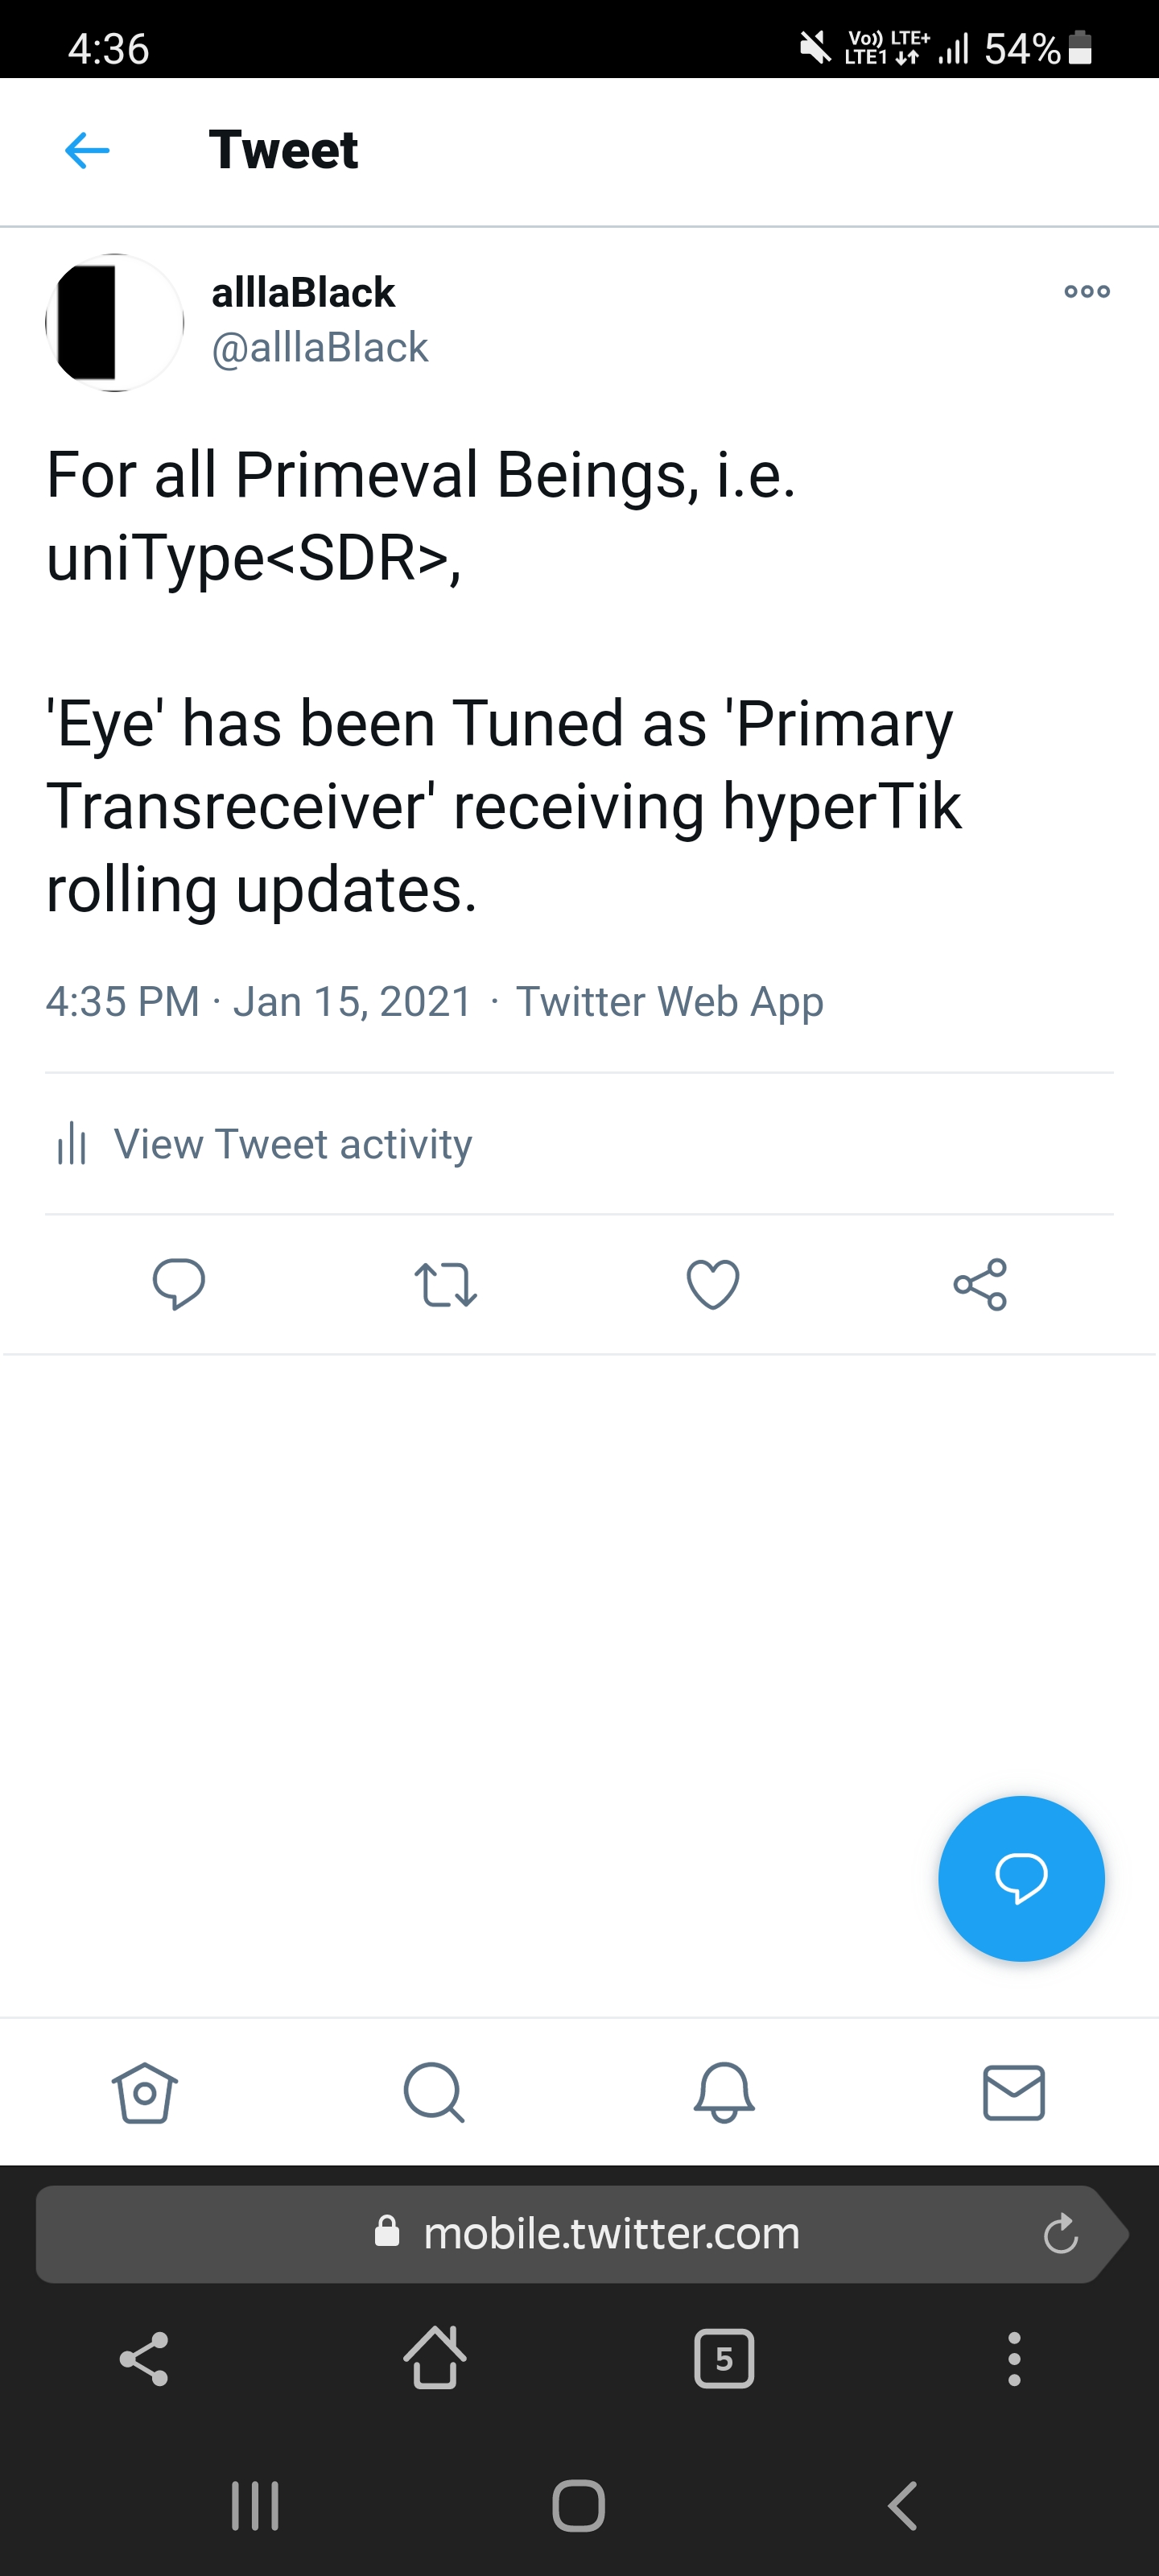 4:36
Vo)) LTE+
LTE1
54%
Tweet
alllaBlack
@alllaBlack
For all Primeval Beings, i.e.
uniType<SDR>,
'Eye' has been Tuned as 'Primary
Transreceiver' receiving hyperTik
rolling updates.
4:35 PM · Jan 15, 2021 · Twitter Web App
View Tweet activity
mobile.twitter.com
5